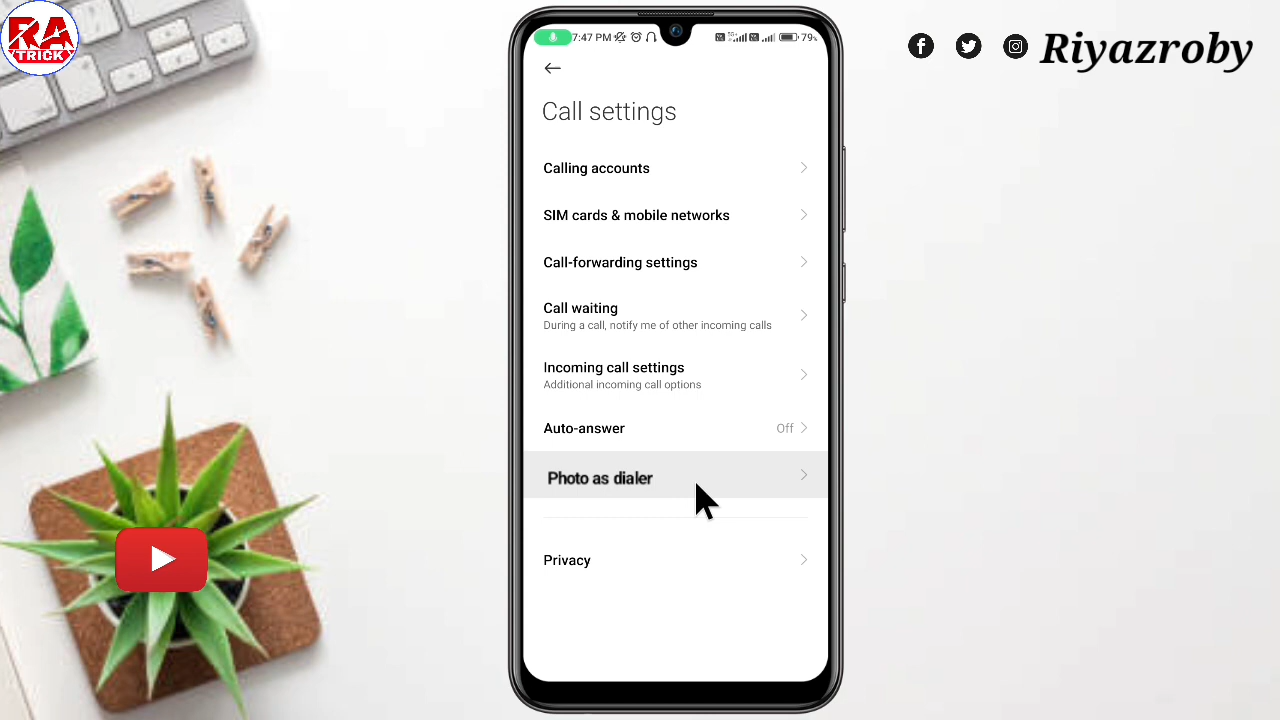 RA
TRICKY
Riyazroby
7:47 PM
79%
Call settings
Calling accounts
SIM cards & mobile networks
Call-forwarding settings
Call waiting
During a call, notify me of other incoming calls
Incoming call settings
Additional incoming call options
Auto-answer
Off
Photo as dialer
Privacy